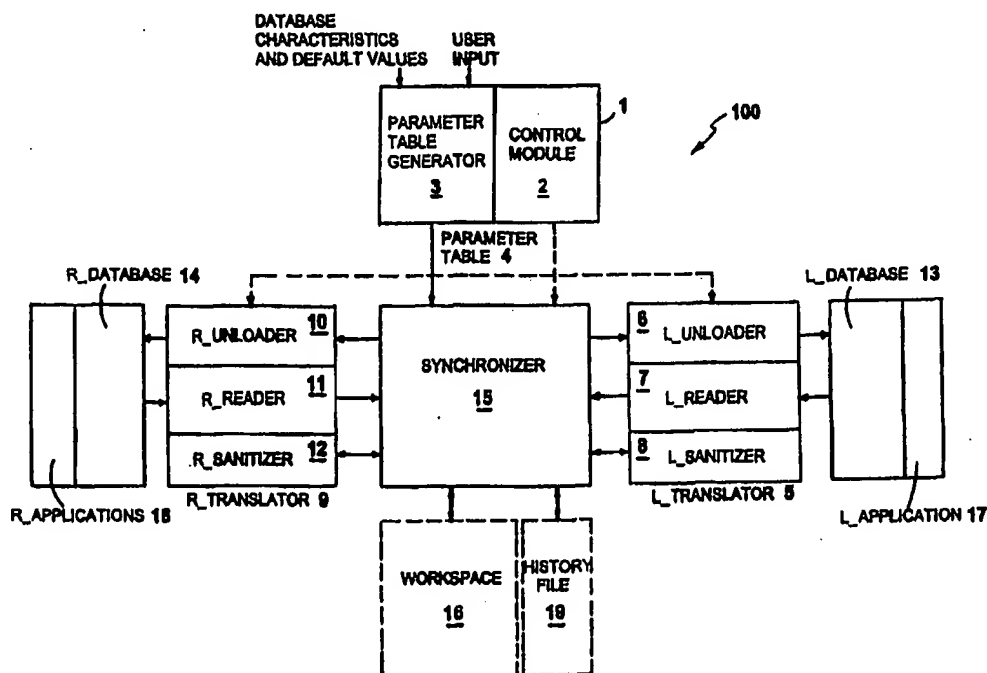 DATABASE
CHARACTERISTICS
AND DEFAULT VALUES
USER
INPUT
1
100
PARAMETER
TABLE
GENERATOR
3
CONTROL
MODULE
2
PARAMETER
TABLE 4
R_DATABASE 14
L_DATABASE 13
10
R_UNLOADER
11
R_READER
12
R_SANITIZER
R_TRANSLATOR 9
R_APPLICATIONS 18
SYNCHRONIZER
15
6
L_UNLOADER
7
L_READER
8
L_SANITIZER
L_TRANSLATOR 5
L_APPLICATION 17
WORKSPACE
16
HISTORY
FILE
19